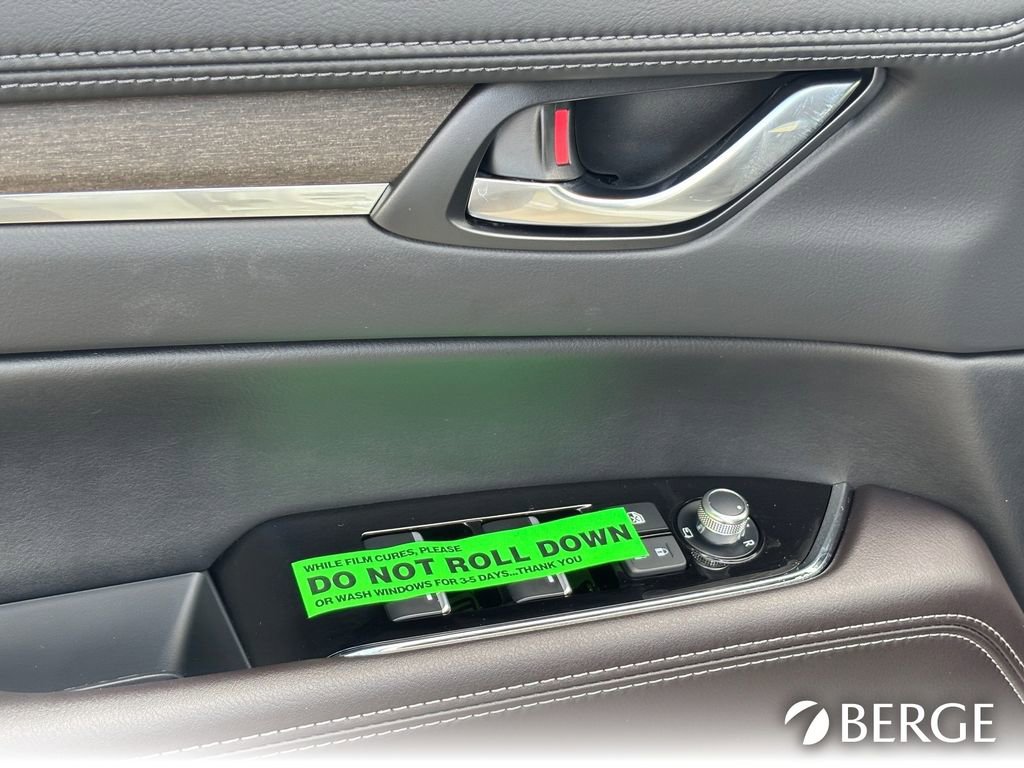 WHILE FILM CURES, PLEASE
DO NOT ROLL DOWN
OR WASH WINDOWS FOR 3-5 DAYS...THANK YOU
R
BERGE